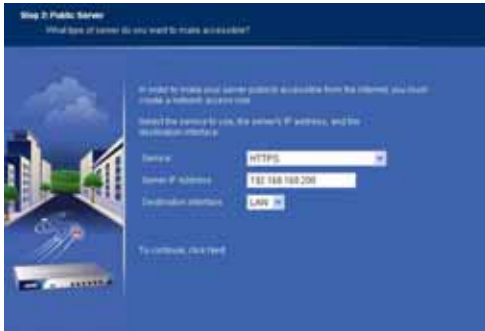 Step 2: Public Server
What type of server do you want to make accessible?
In order to make your server publicly accessible from the Internet, you must
create a network access rule.
Select the service to use, the server's IP address, and the
destination interface.
Service HTTPS
Server IP Address 192.168.168.200
Destination Interface LAN
To continue, click Next